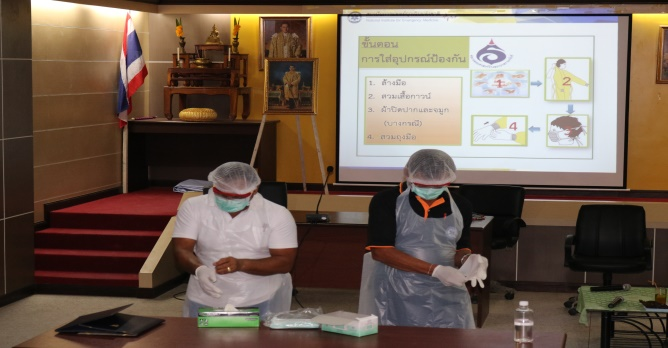 ขั้นตอน
การใส่อุปกรณ์ป้องกัน
1. ล้างมือ
2. สวมเสื้อกาวน์
3. ผ้าปิดปากและจมูก
(บางกรณี)
4. สวมถุงมือ
1
2
4